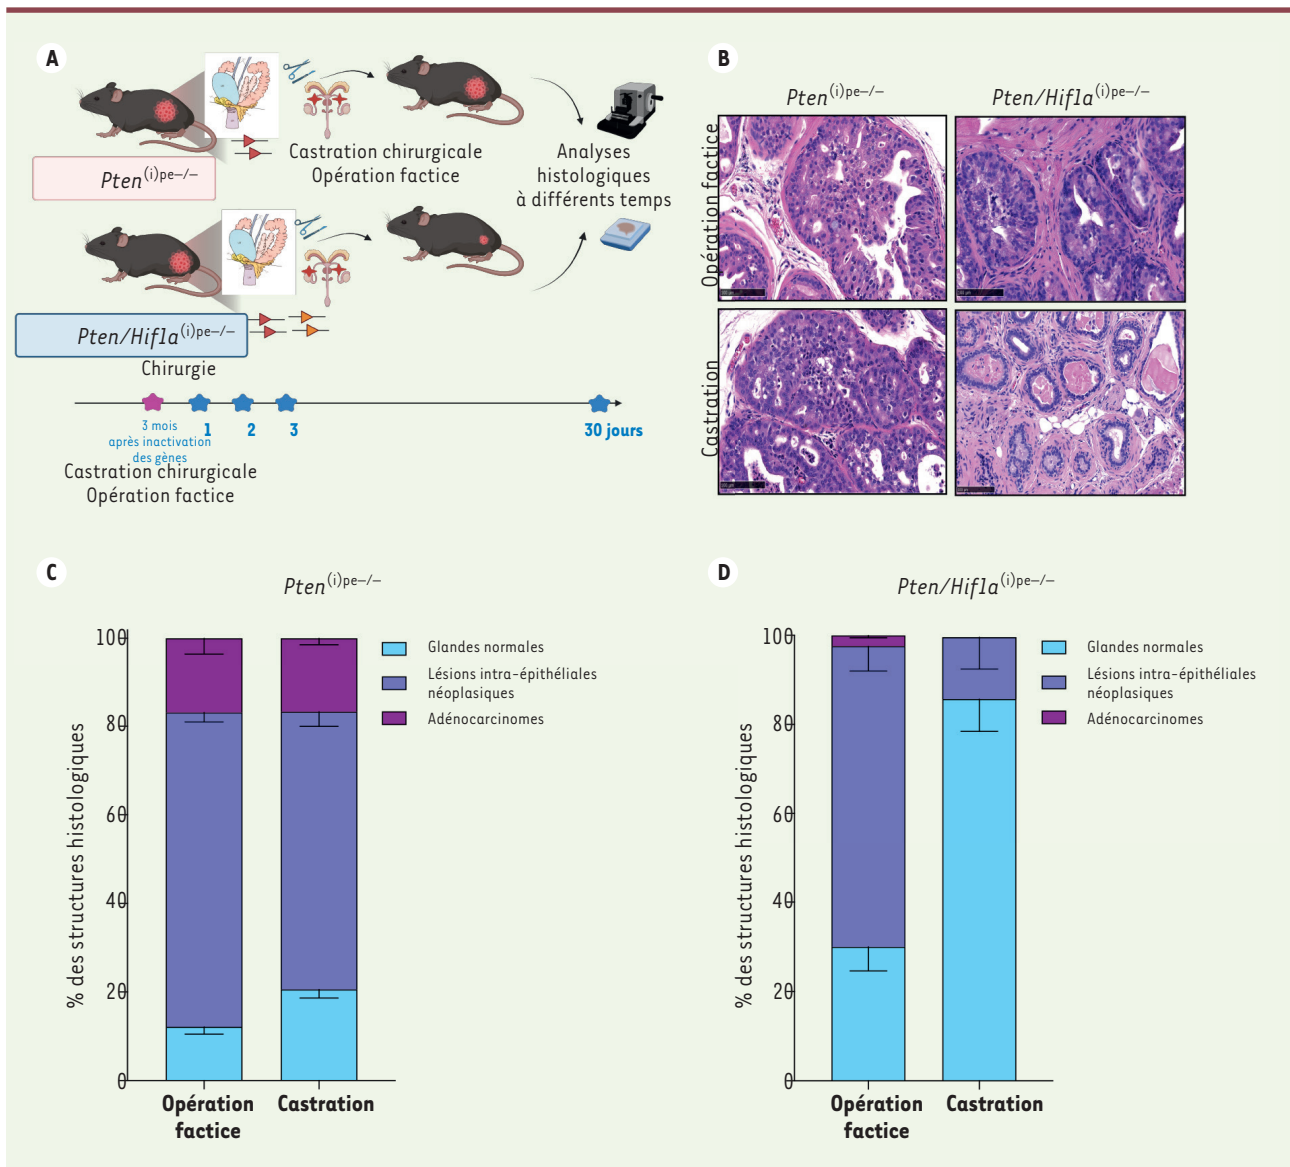 A
Pten(i)pe–/–
Castration chirurgicale
Opération factice
Analyses
histologiques
à différents temps
Pten/Hif1a(i)pe–/–
Chirurgie
3 mois
après inactivation
des gènes
1
2
3
30 jours
Castration chirurgicale
Opération factice
B
Pten(i)pe–/–
Pten/Hif1a(i)pe–/–
Opération factice
Castration
C
Pten(i)pe–/–
% des structures histologiques
100
80
60
40
20
0
Opération
factice
Castration
Glandes normales
Lésions intra-épithéliales
néoplasiques
Adénocarcinomes
D
Pten/Hif1a(i)pe–/–
% des structures histologiques
100
80
60
40
20
0
Opération
factice
Castration
Glandes normales
Lésions intra-épithéliales
néoplasiques
Adénocarcinomes